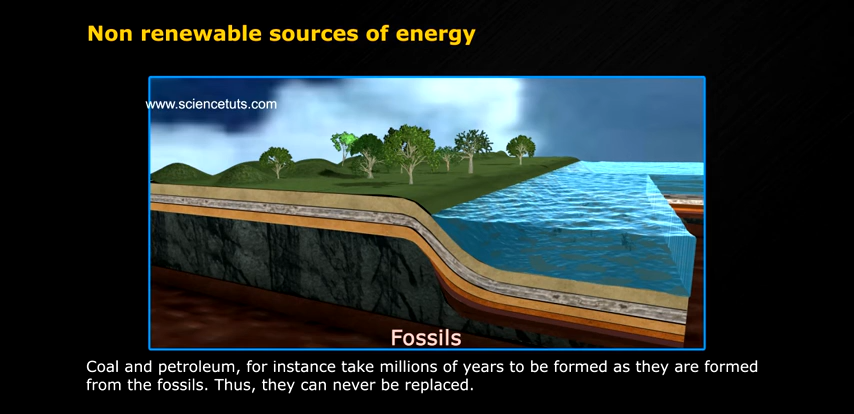 Non renewable sources of energy
www.sciencetuts.com
Fossils
Coal and petroleum, for instance take millions of years to be formed as they are formed
from the fossils. Thus, they can never be replaced.